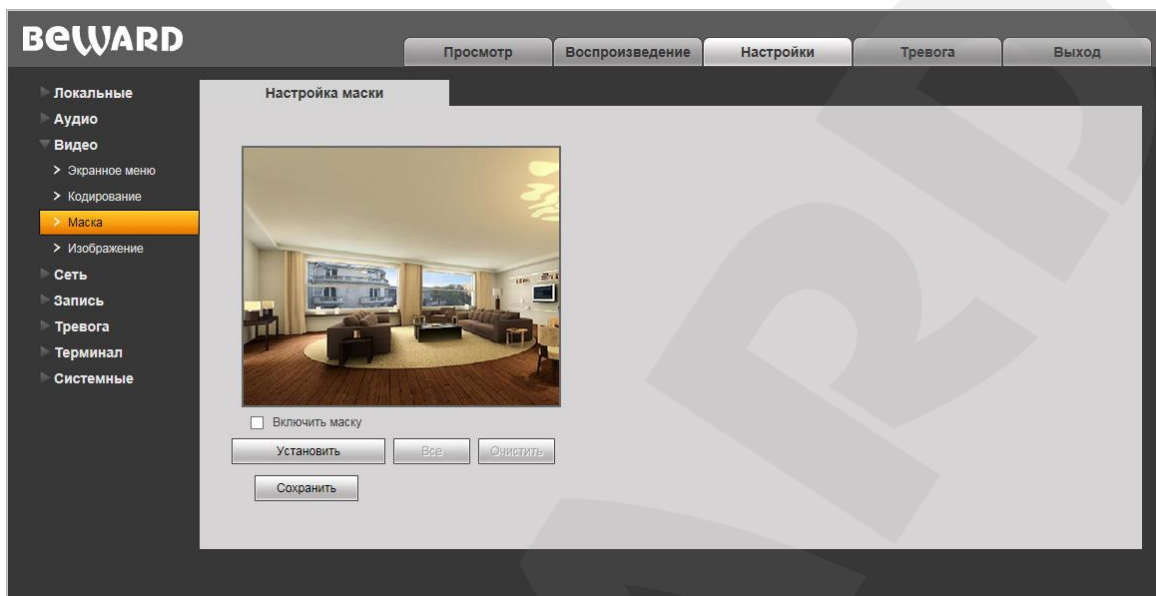 BEWARD
Просмотр Воспроизведение Настройки Тревога Выход
Локальные
Аудио
Видео
> Экранное меню
> Кодирование
> Маска
> Изображение
Сеть
Запись
Тревога
Терминал
Системные
Настройка маски
Включить маску
Установить Все Очистить
Сохранить